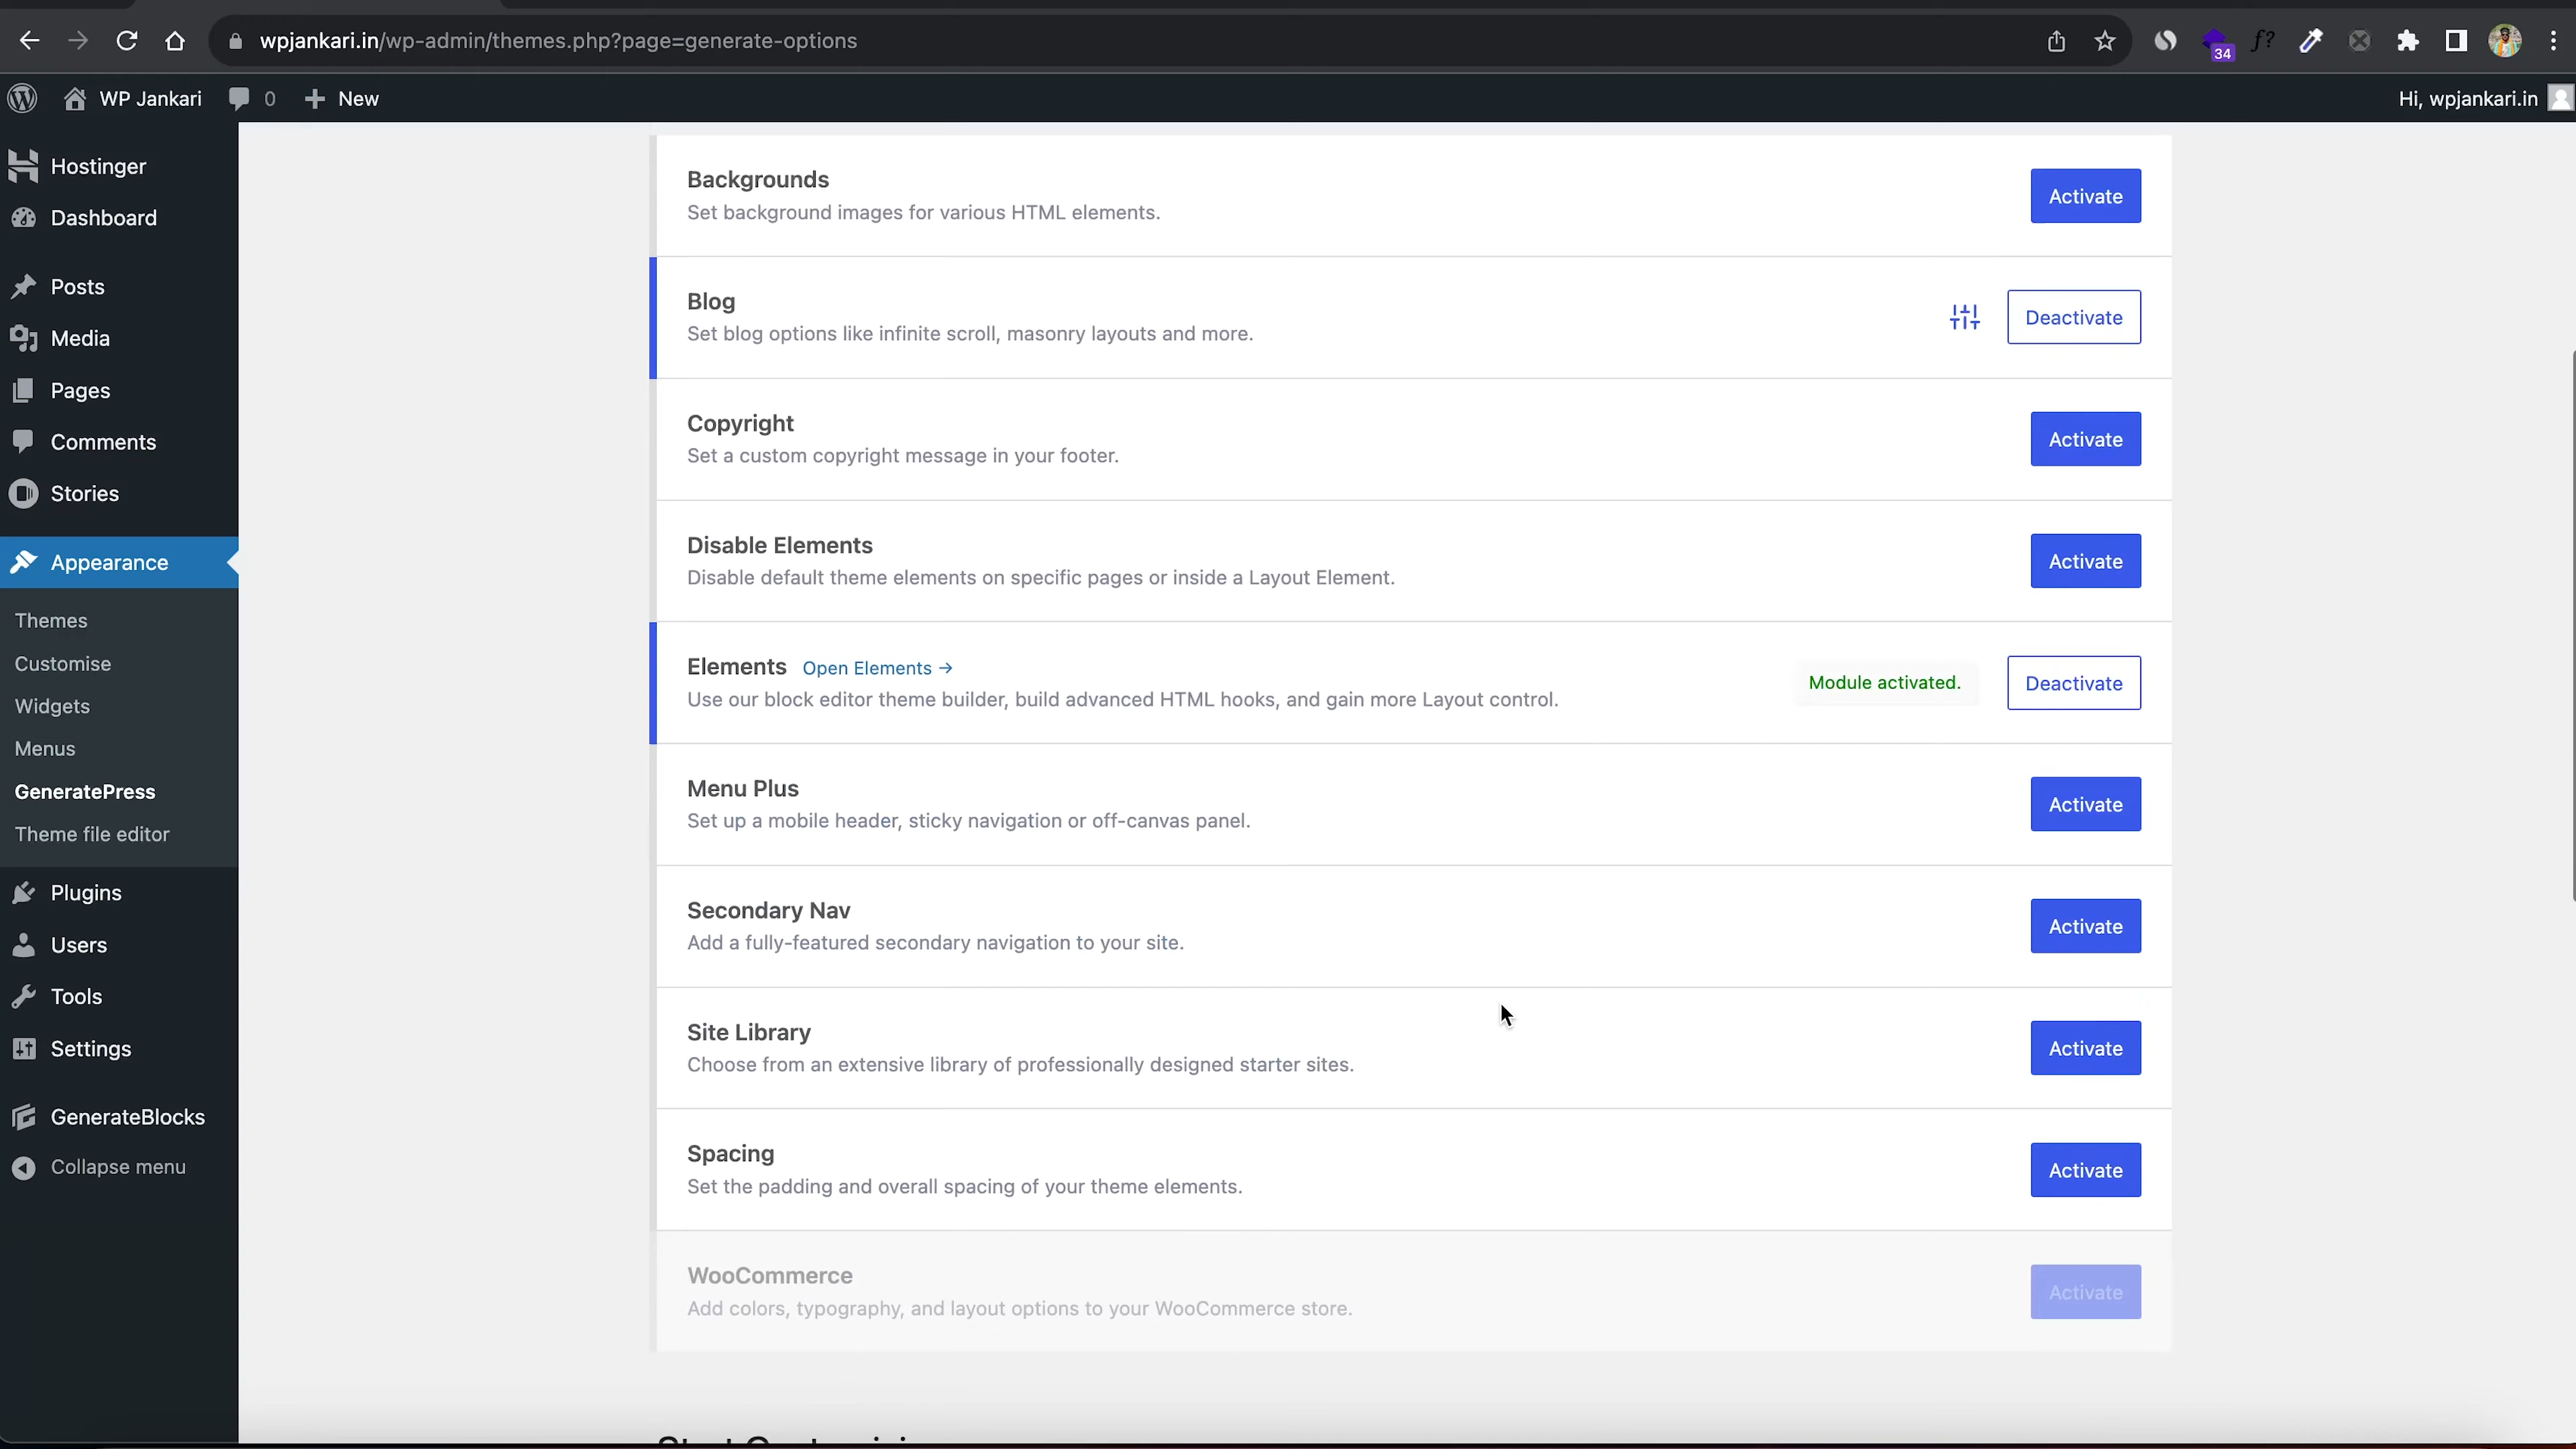 wpjankari.in/wp-admin/themes.php?page=generate-options
34
f?
WP Jankari
0
New
Hi, wpjankari.in
Hostinger
Dashboard
Posts
Media
Pages
Comments
Stories
Appearance
Themes
Customise
Widgets
Menus
GeneratePress
Theme file editor
Plugins
Users
Tools
Settings
GenerateBlocks
Collapse menu
Backgrounds
Set background images for various HTML elements.
Activate
Blog
Set blog options like infinite scroll, masonry layouts and more.
Deactivate
Copyright
Set a custom copyright message in your footer.
Activate
Disable Elements
Disable default theme elements on specific pages or inside a Layout Element.
Activate
Elements Open Elements →
Use our block editor theme builder, build advanced HTML hooks, and gain more Layout control.
Module activated.
Deactivate
Menu Plus
Set up a mobile header, sticky navigation or off-canvas panel.
Activate
Secondary Nav
Add a fully-featured secondary navigation to your site.
Activate
Site Library
Choose from an extensive library of professionally designed starter sites.
Activate
Spacing
Set the padding and overall spacing of your theme elements.
Activate
WooCommerce
Add colors, typography, and layout options to your WooCommerce store.
Activate